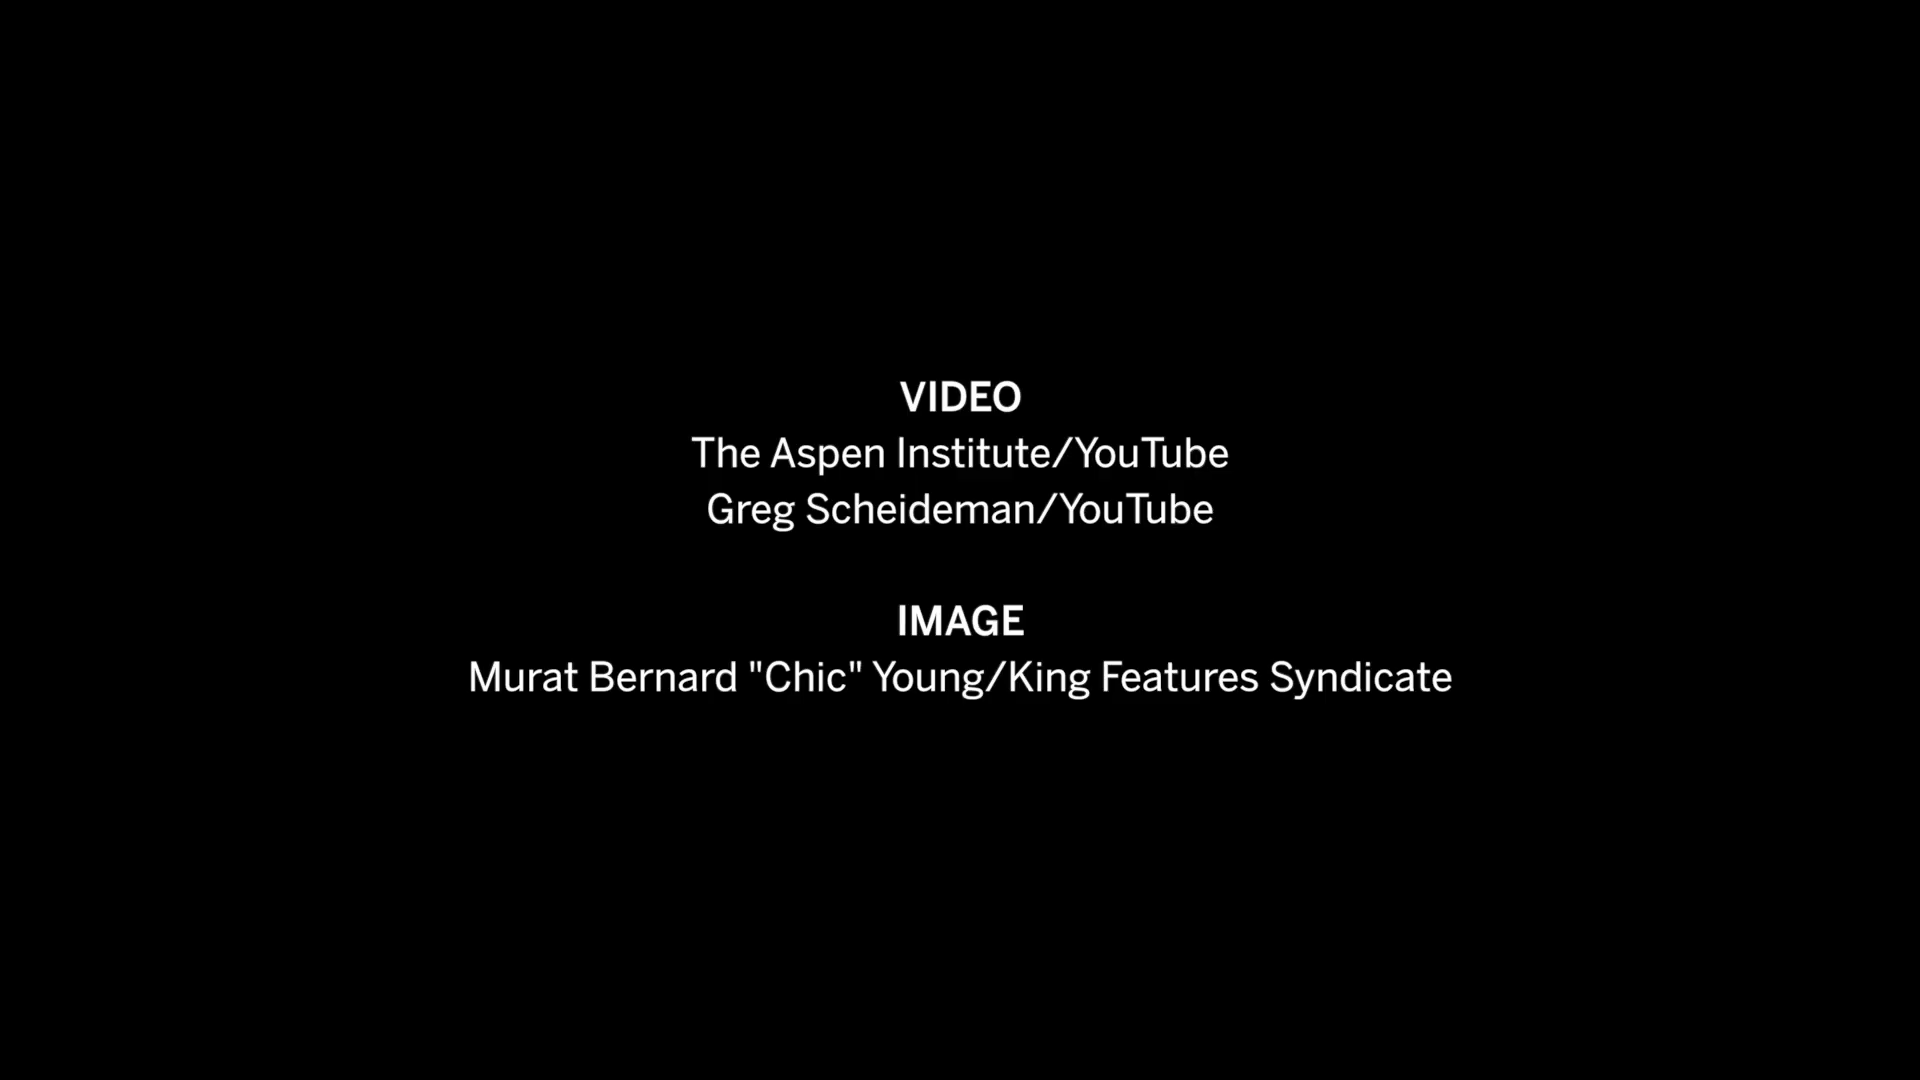 VIDEO
The Aspen Institute/YouTube
Greg Scheideman/YouTube
IMAGE
Murat Bernard "Chic" Young/King Features Syndicate